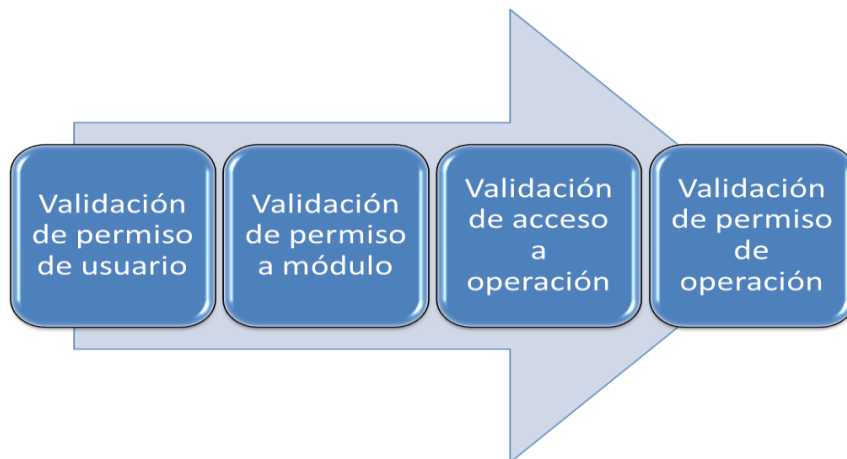 Validación
de permiso
de usuario
Validación
de permiso
a módulo
Validación
de acceso
a
operación
Validación
de permiso
de
operación